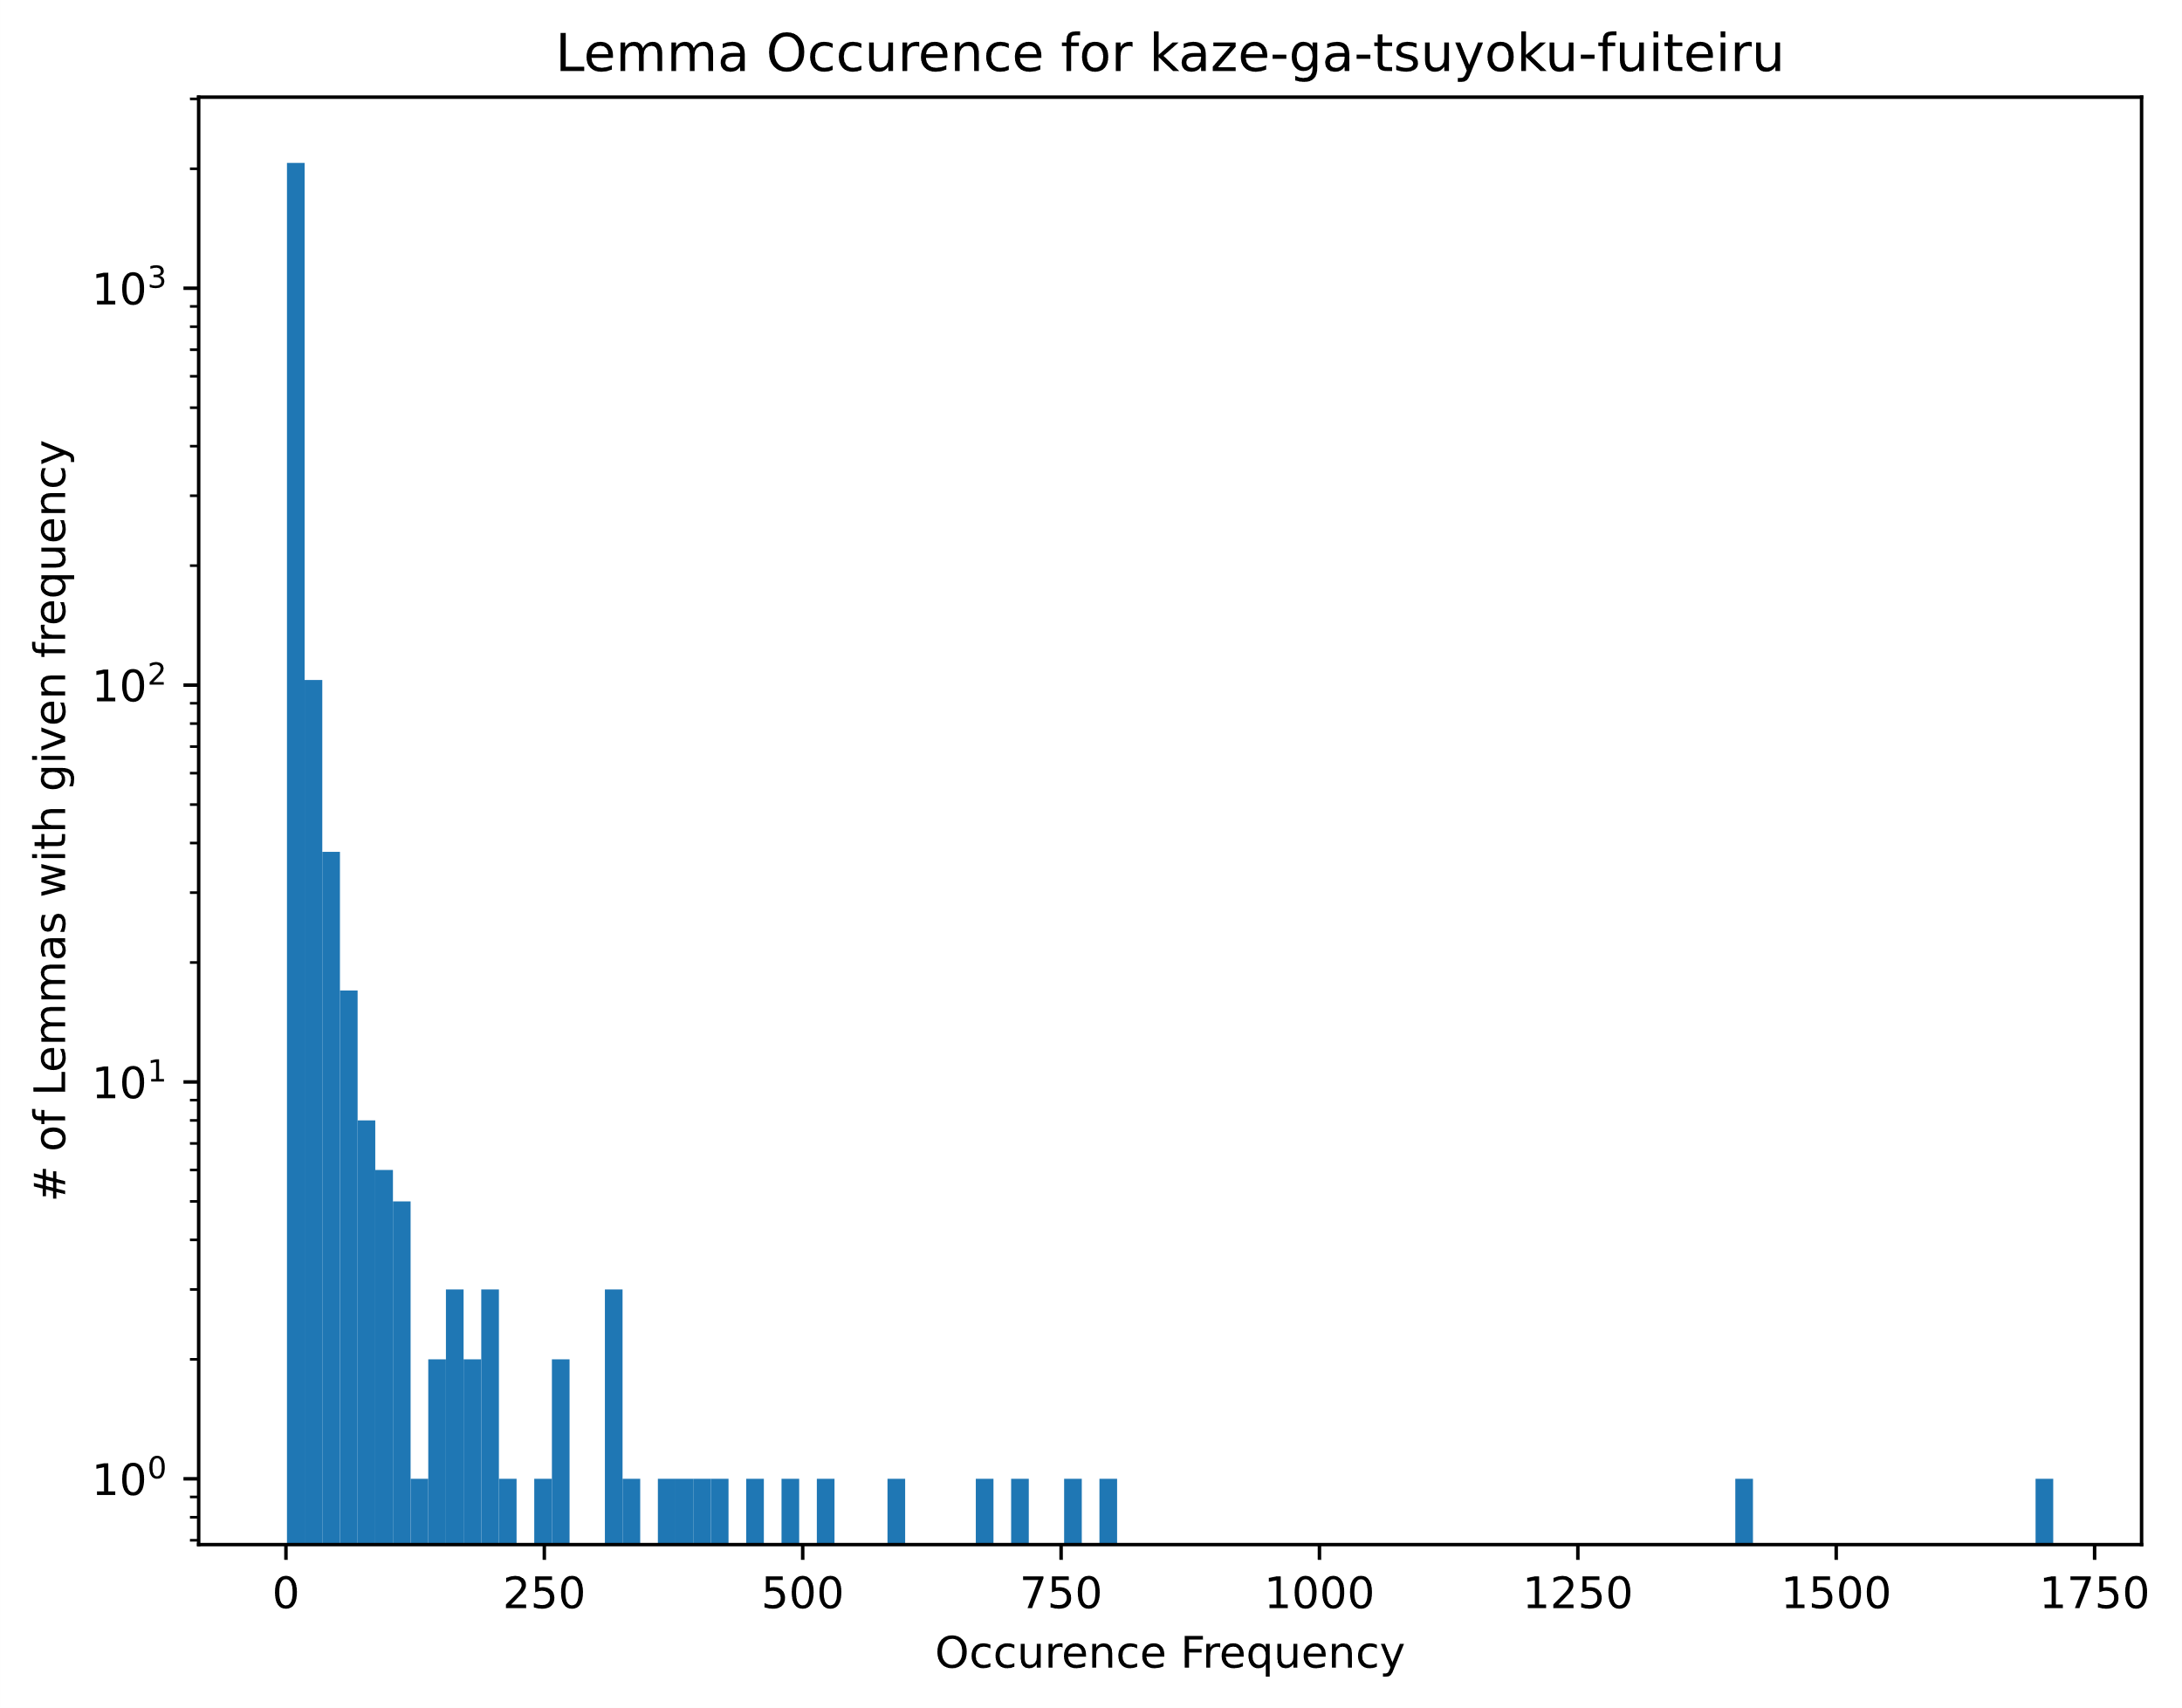 Lemma Occurence for kaze-ga-tsuyoku-fuiteiru
# of Lemmas with given frequency
10³
10²
10¹
10⁰
0 250 500 750 1000 1250 1500 1750
Occurence Frequency